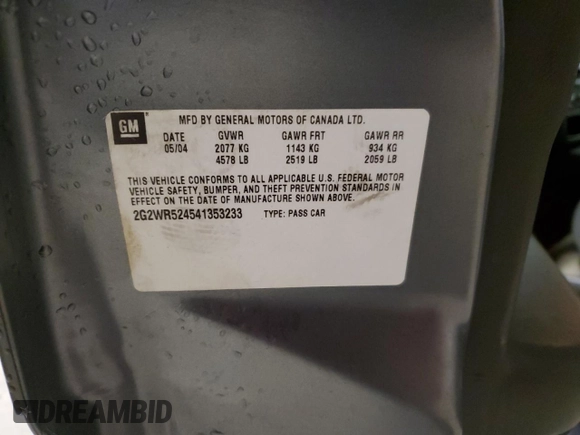 GM
MFD BY GENERAL MOTORS OF CANADA LTD.
DATE GVWR GAWR FRT GAWR RR
05/04 2077 KG 1143 KG 934 KG
4578 LB 2519 LB 2059 LB
THIS VEHICLE CONFORMS TO ALL APPLICABLE U.S. FEDERAL MOTOR
VEHICLE SAFETY, BUMPER, AND THEFT PREVENTION STANDARDS IN
EFFECT ON THE DATE OF MANUFACTURE SHOWN ABOVE.
2G2WR524541353233 TYPE: PASS CAR
DREAMBID